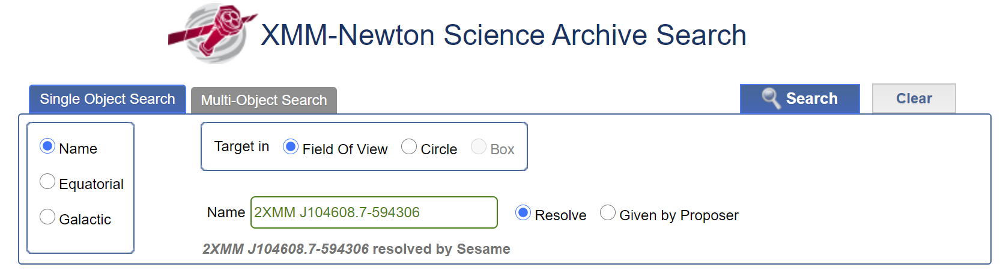 XMM-Newton Science Archive Search
Single Object Search Multi-Object Search Search Clear
Name
Equatorial
Galactic
Target in Field Of View Circle Box
Name 2XMM J104608.7-594306 Resolve Given by Proposer
2XMM J104608.7-594306 resolved by Sesame